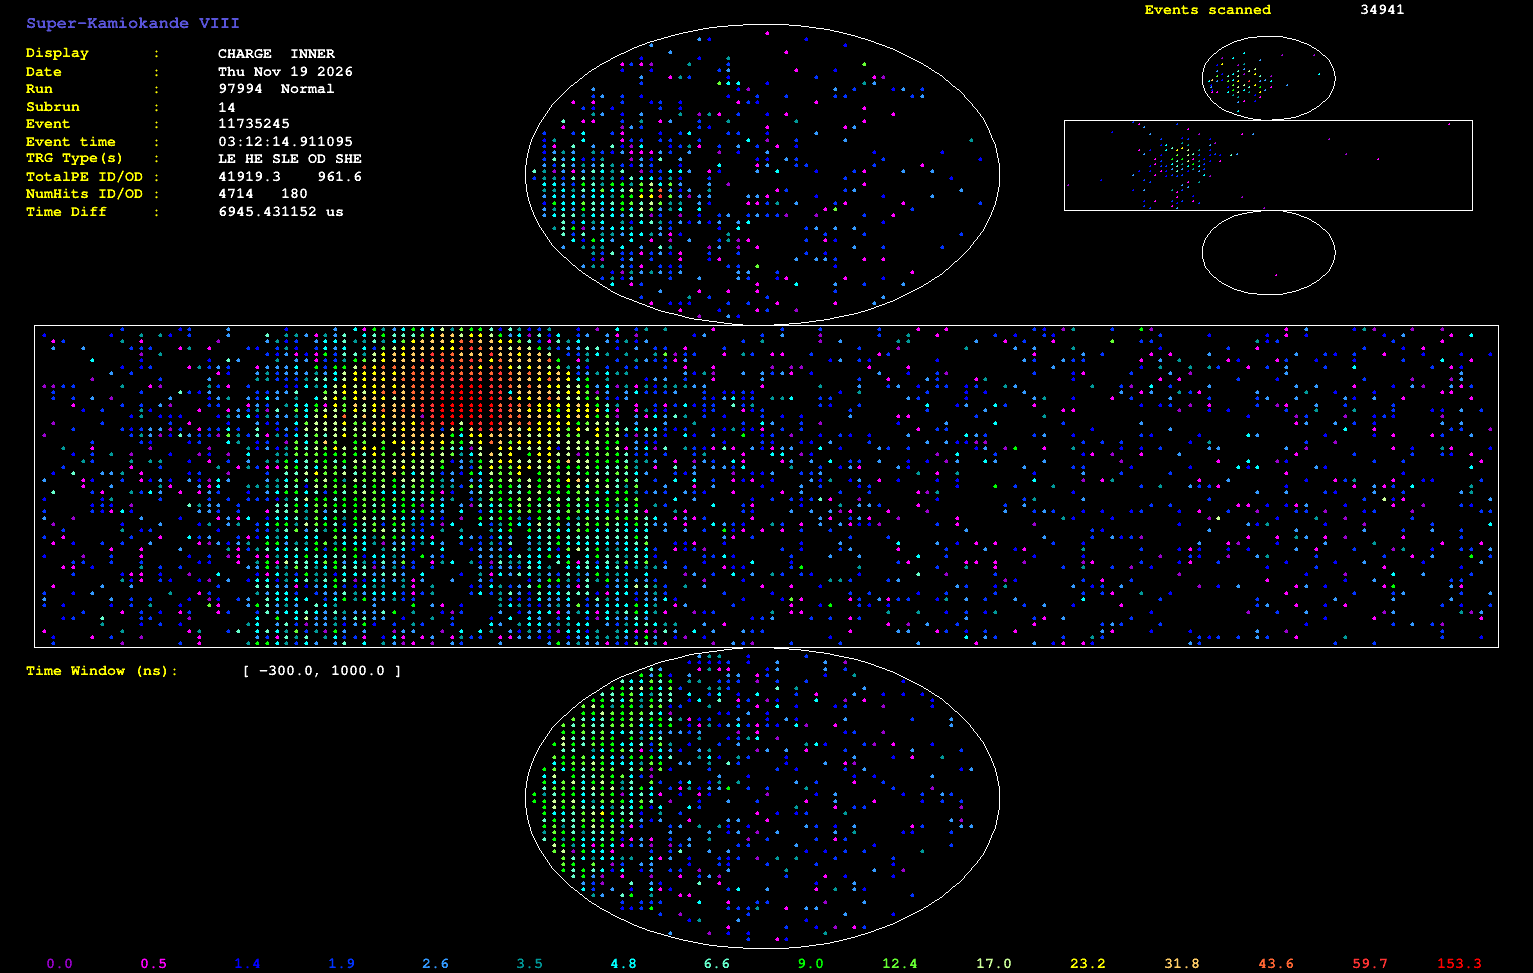 Super-Kamiokande VIII
Display : CHARGE INNER
Date : Thu Nov 19 2026
Run : 97994 Normal
Subrun : 14
Event : 11735245
Event time : 03:12:14.911095
TRG Type(s) : LE HE SLE OD SHE
TotalPE ID/OD : 41919.3 961.6
NumHits ID/OD : 4714 180
Time Diff : 6945.431152 us
Events scanned 34941
Time Window (ns): [ −300.0, 1000.0 ]
0.0 0.5 1.4 1.9 2.6 3.5 4.8 6.6 9.0 12.4 17.0 23.2 31.8 43.6 59.7 153.3